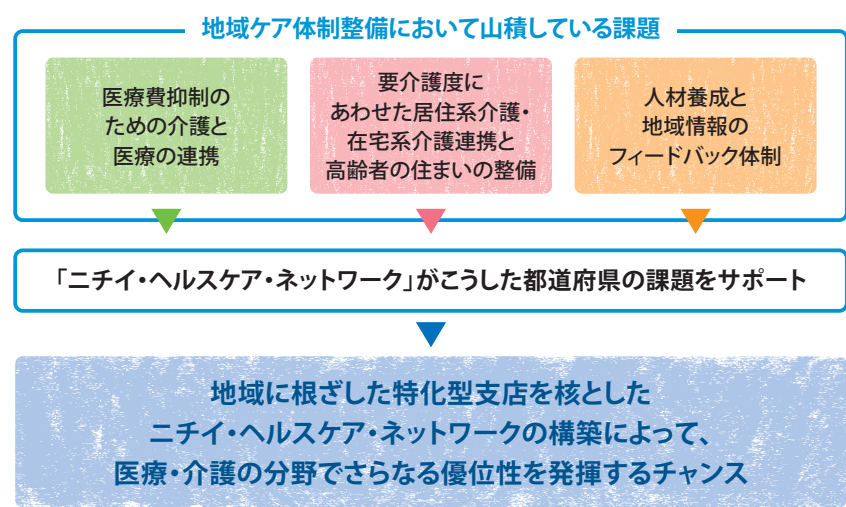 地域ケア体制整備において山積している課題
医療費抑制の
ための介護と
医療の連携
要介護度に
あわせた居住系介護・
在宅系介護連携と
高齢者の住まいの整備
人材養成と
地域情報の
フィードバック体制
「ニチイ・ヘルスケア・ネットワーク」がこうした都道府県の課題をサポート
地域に根ざした特化型支店を核とした
ニチイ・ヘルスケア・ネットワークの構築によって、
医療・介護の分野でさらなる優位性を発揮するチャンス